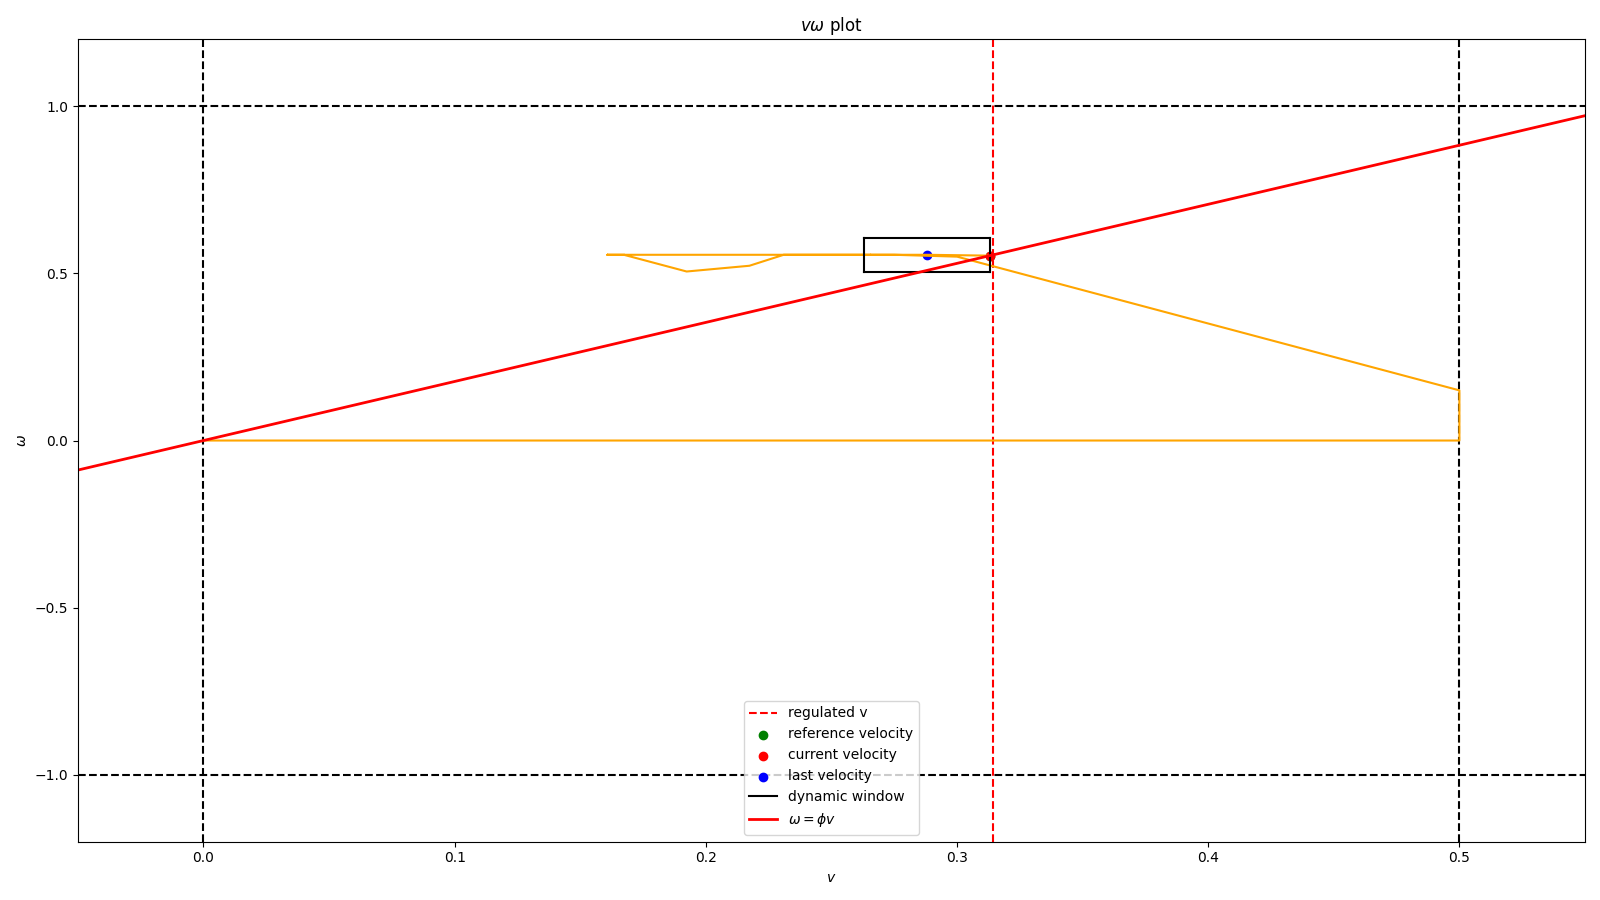 vω plot
1.0
0.5
0.0
−0.5
−1.0
ω
regulated v
reference velocity
current velocity
last velocity
dynamic window
ω = ϕv
0.0 0.1 0.2 0.3 0.4 0.5
v